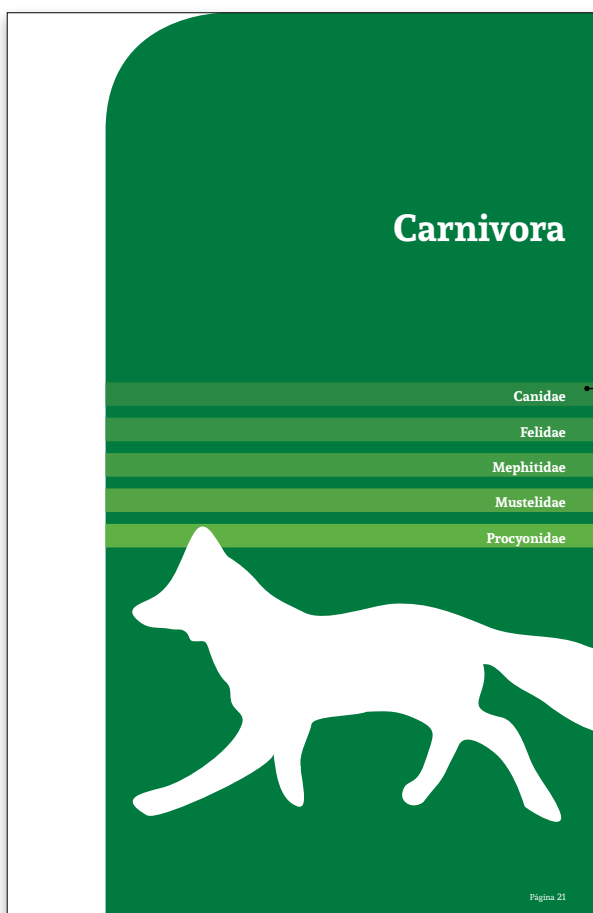 Carnivora
Canidae
Felidae
Mephitidae
Mustelidae
Procyonidae
Página 21